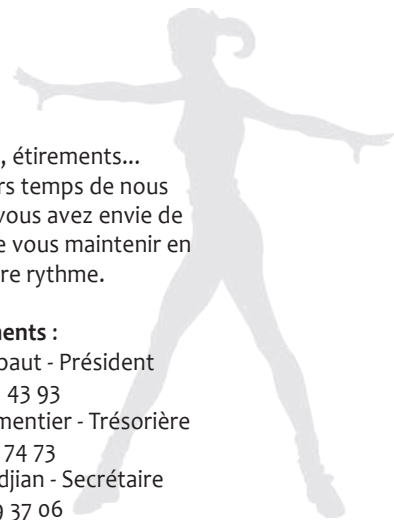 , étirements...
rs temps de nous
vous avez envie de
e vous maintenir en
re rythme.
ments :
baut - Président
43 93
mentier - Trésorière
74 73
djian - Secrétaire
9 37 06